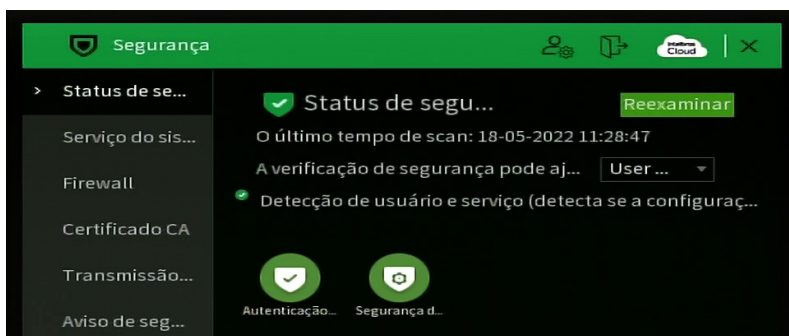 Segurança
intelbras
Cloud
Status de se...
Status de segu...
Reexaminar
O último tempo de scan: 18-05-2022 11:28:47
Serviço do sis...
A verificação de segurança pode aj...
User ...
Firewall
Detecção de usuário e serviço (detecta se a configuraç...
Certificado CA
Transmissão...
Autenticação...
Segurança d...
Aviso de seg...